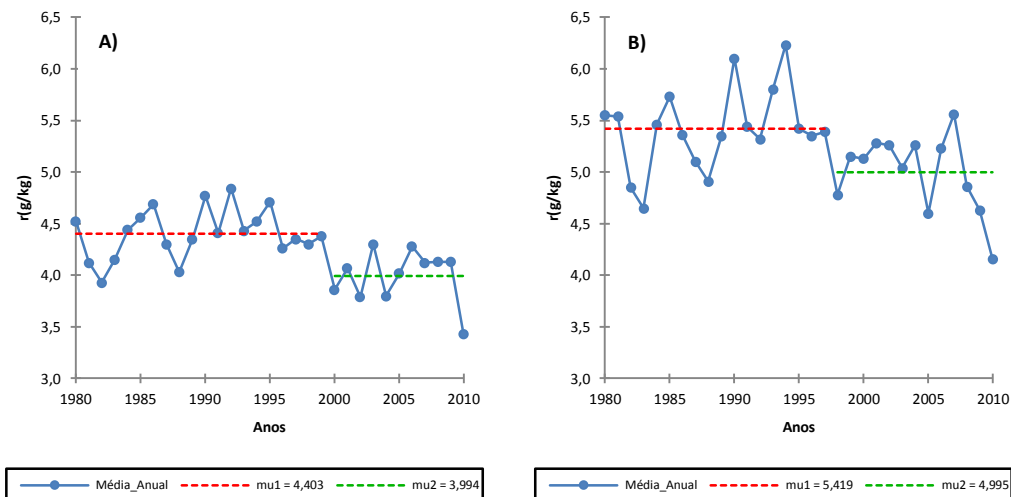 A)
6,5
6,0
5,5
5,0
4,5
4,0
3,5
3,0
r(g/kg)
1980 1985 1990 1995 2000 2005 2010
Anos
Média_Anual mu1 = 4,403 mu2 = 3,994
B)
6,5
6,0
5,5
5,0
4,5
4,0
3,5
3,0
r(g/kg)
1980 1985 1990 1995 2000 2005 2010
Anos
Média_Anual mu1 = 5,419 mu2 = 4,995